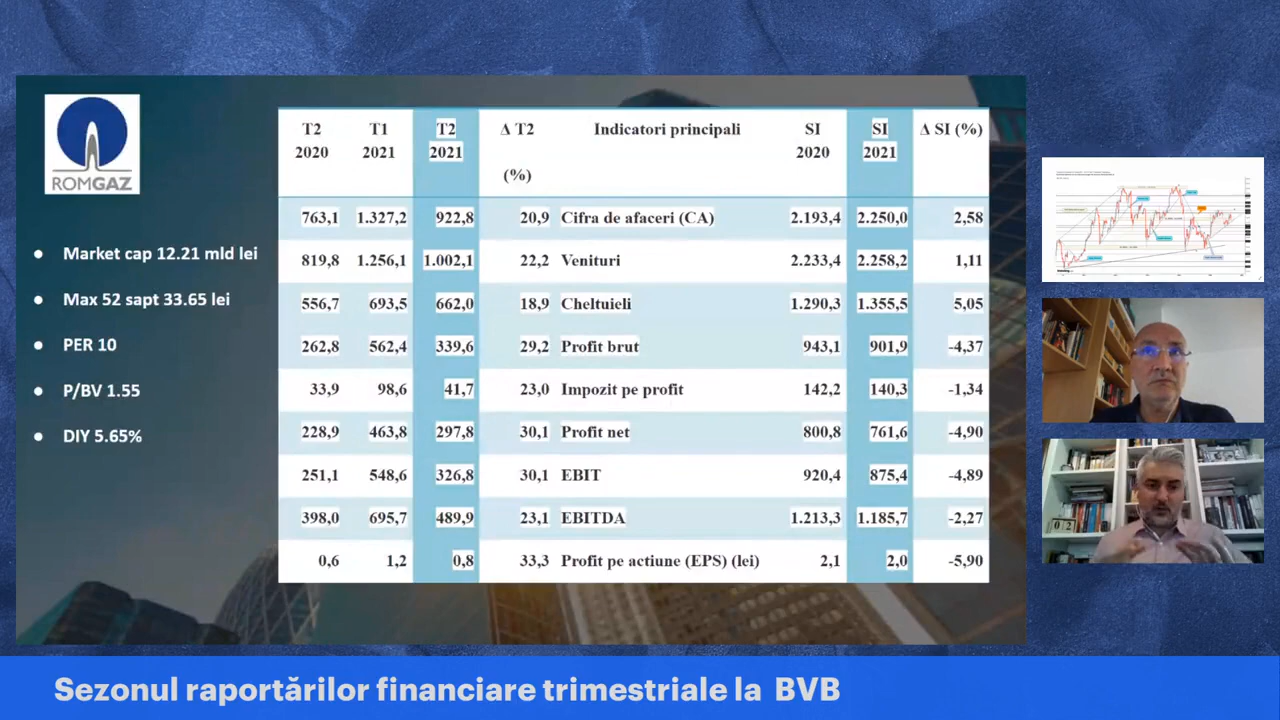 ROMGAZ
• Market cap 12.21 mld lei
• Max 52 sapt 33.65 lei
• PER 10
• P/BV 1.55
• DIY 5.65%
T2 2020 T1 2021 T2 2021 Δ T2 (%) Indicatori principali SI 2020 SI 2021 Δ SI (%)
763,1 1.327,2 922,8 20,9 Cifra de afaceri (CA) 2.193,4 2.250,0 2,58
819,8 1.256,1 1.002,1 22,2 Venituri 2.233,4 2.258,2 1,11
556,7 693,5 662,0 18,9 Cheltuieli 1.290,3 1.355,5 5,05
262,8 562,4 339,6 29,2 Profit brut 943,1 901,9 -4,37
33,9 98,6 41,7 23,0 Impozit pe profit 142,2 140,3 -1,34
228,9 463,8 297,8 30,1 Profit net 800,8 761,6 -4,90
251,1 548,6 326,8 30,1 EBIT 920,4 875,4 -4,89
398,0 695,7 489,9 23,1 EBITDA 1.213,3 1.185,7 -2,27
0,6 1,2 0,8 33,3 Profit pe actiune (EPS) (lei) 2,1 2,0 -5,90
02
Sezonul raportărilor financiare trimestriale la BVB